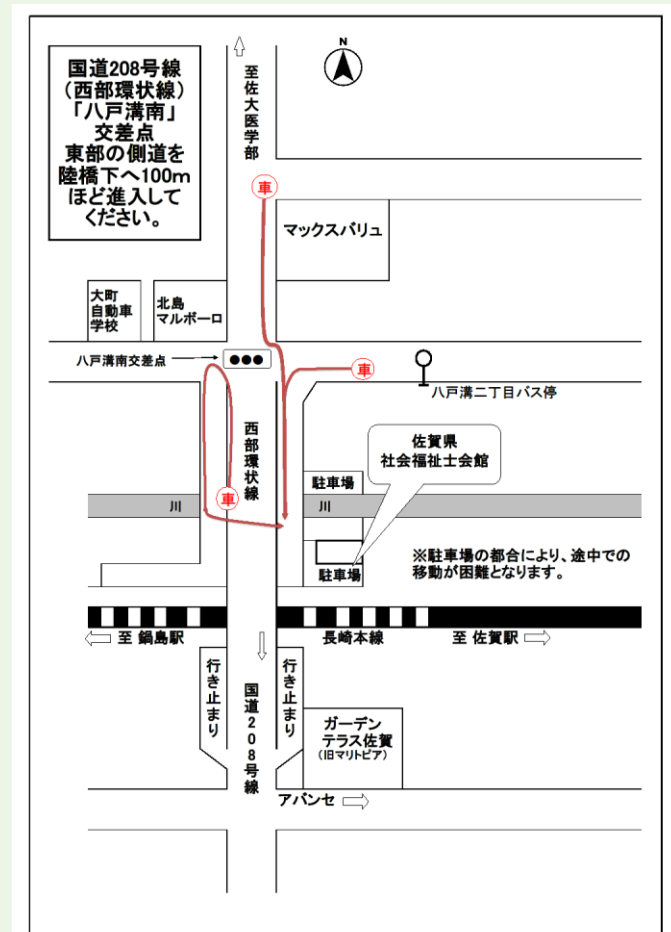 国道208号線
（西部環状線）
「八戸溝南」
交差点
東部の側道を
陸橋下へ100m
ほど進入して
ください。
至佐大医学部
N
車
マックスバリュ
大町
自動車
学校
北島
マルボーロ
八戸溝南交差点
車
八戸溝二丁目バス停
西部環状線
佐賀県
社会福祉士会館
駐車場
車
川
川
駐車場
※駐車場の都合により、途中での
移動が困難となります。
至 鍋島駅
長崎本線
至 佐賀駅
行き止まり
国道208号線
行き止まり
ガーデン
テラス佐賀
（旧マリトピア）
アバンセ